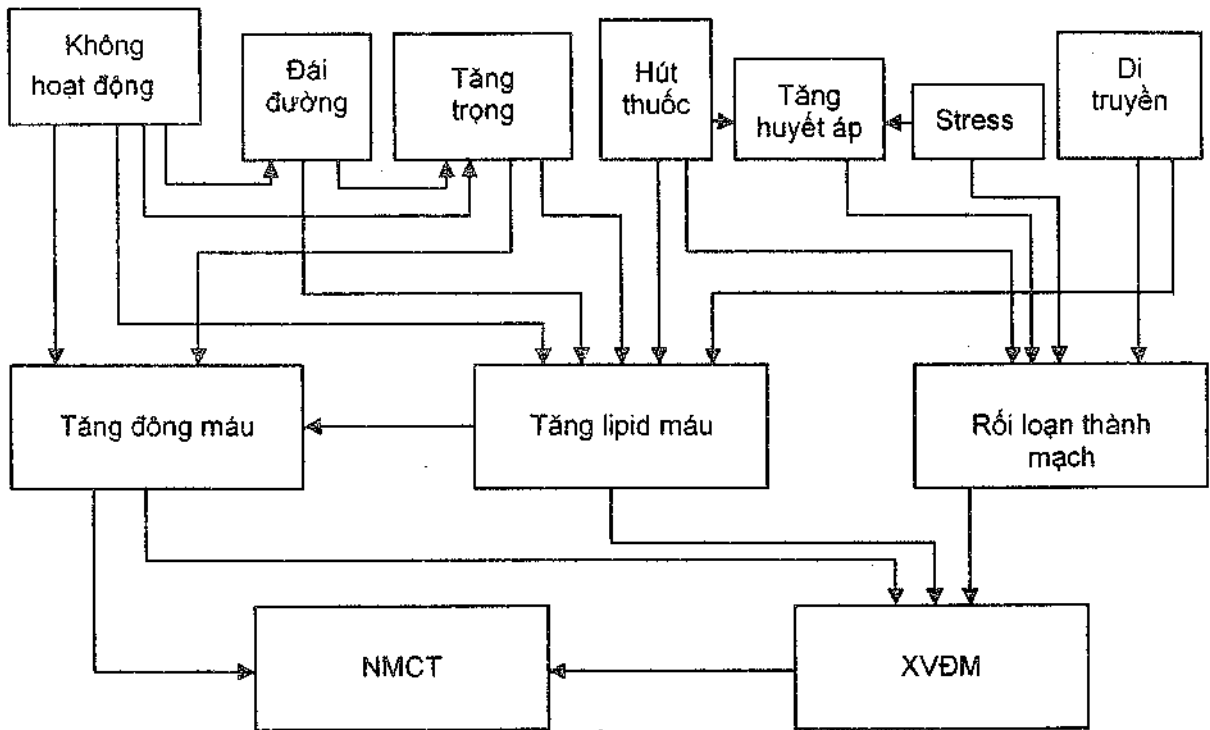 Không
hoạt động
Đái
đường
Tăng
trọng
Hút
thuốc
Tăng
huyết áp
Stress
Di
truyền
Tăng đông máu
Tăng lipid máu
Rối loạn thành
mạch
NMCT
XVĐM